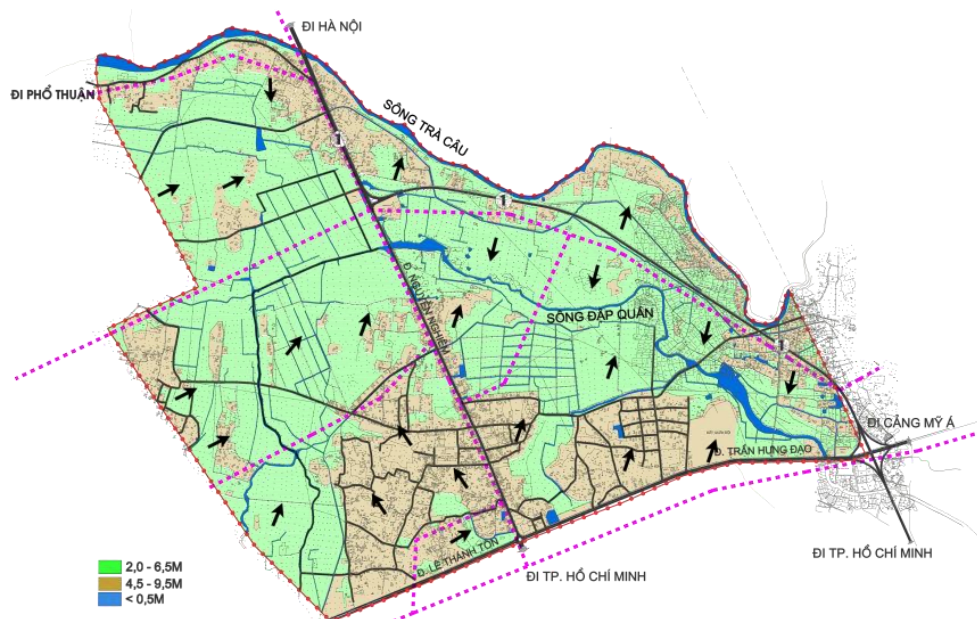 ĐI HÀ NỘI
ĐI PHỔ THUẬN
SÔNG TRÀ CÂU
1
1
Đ. NGUYỄN NGHIÊM
SÔNG ĐẬP QUÂN
1
ĐI CẢNG MỸ Á
Đ. TRẦN HƯNG ĐẠO
ĐI TP. HỒ CHÍ MINH
Đ. LÊ THÁNH TÔN
ĐI TP. HỒ CHÍ MINH
2,0 - 6,5M
4,5 - 9,5M
< 0,5M